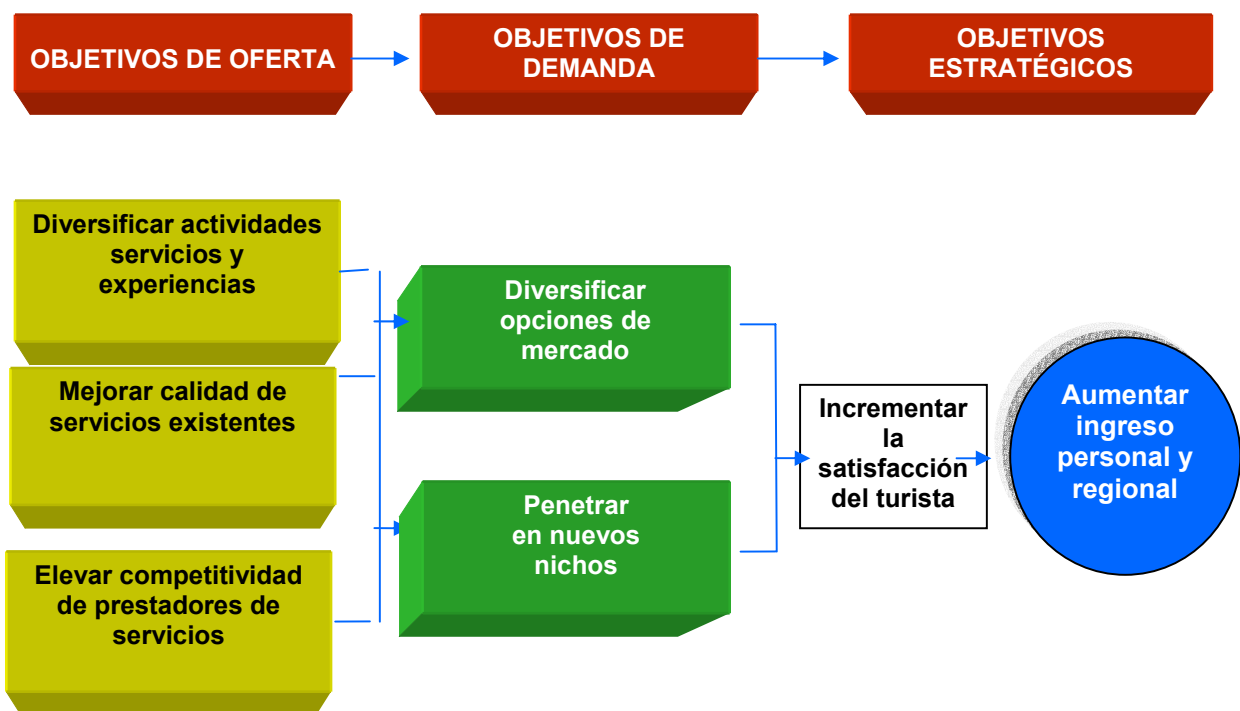 OBJETIVOS DE OFERTA
OBJETIVOS DE
DEMANDA
OBJETIVOS
ESTRATÉGICOS
Diversificar actividades
servicios y
experiencias
Mejorar calidad de
servicios existentes
Elevar competitividad
de prestadores de
servicios
Diversificar
opciones de
mercado
Penetrar
en nuevos
nichos
Incrementar
la
satisfacción
del turista
Aumentar
ingreso
personal y
regional